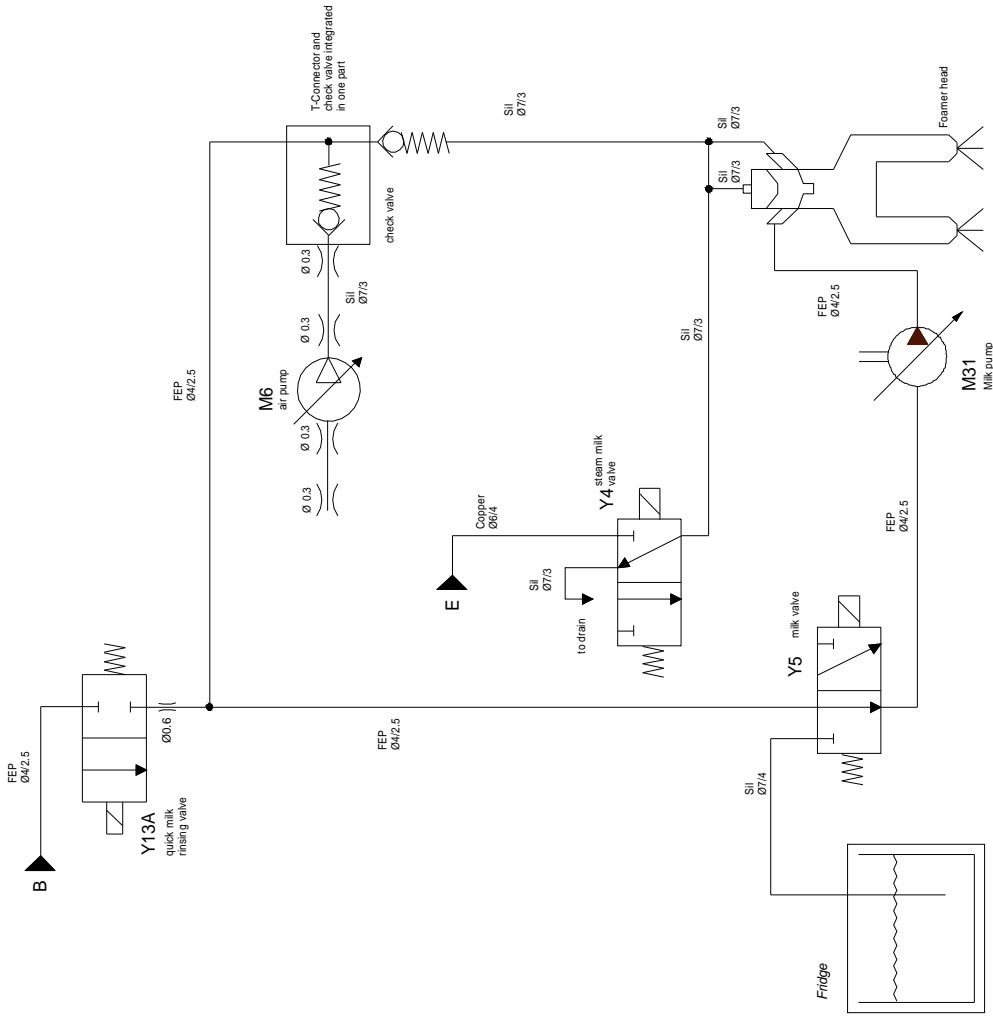 T-Connector and
check valve integrated
in one part
Sil
Ø7/3
Sil
Ø7/3
Foamer head
Sil
Ø7/3
check valve
Ø 0.3
Sil
Ø7/3
Ø 0.3
M6
air pump
Ø 0.3
Ø 0.3
FEP
Ø4/2.5
Sil
Ø7/3
FEP
Ø4/2.5
M31
Milk pump
Y4
steam milk
valve
Copper
Ø6/4
Sil
Ø7/3
E
to drain
FEP
Ø4/2.5
milk valve
Y5
Ø0.6
FEP
Ø4/2.5
FEP
Ø4/2.5
Sil
Ø7/4
Y13A
quick milk
rinsing valve
B
Fridge